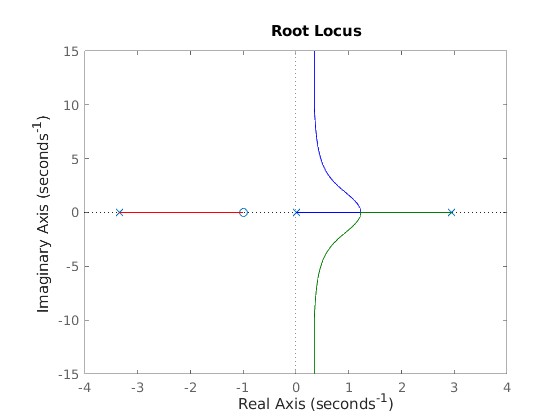 Root Locus
Imaginary Axis (seconds⁻¹)
15
10
5
0
-5
-10
-15
-4 -3 -2 -1 0 1 2 3 4
Real Axis (seconds⁻¹)